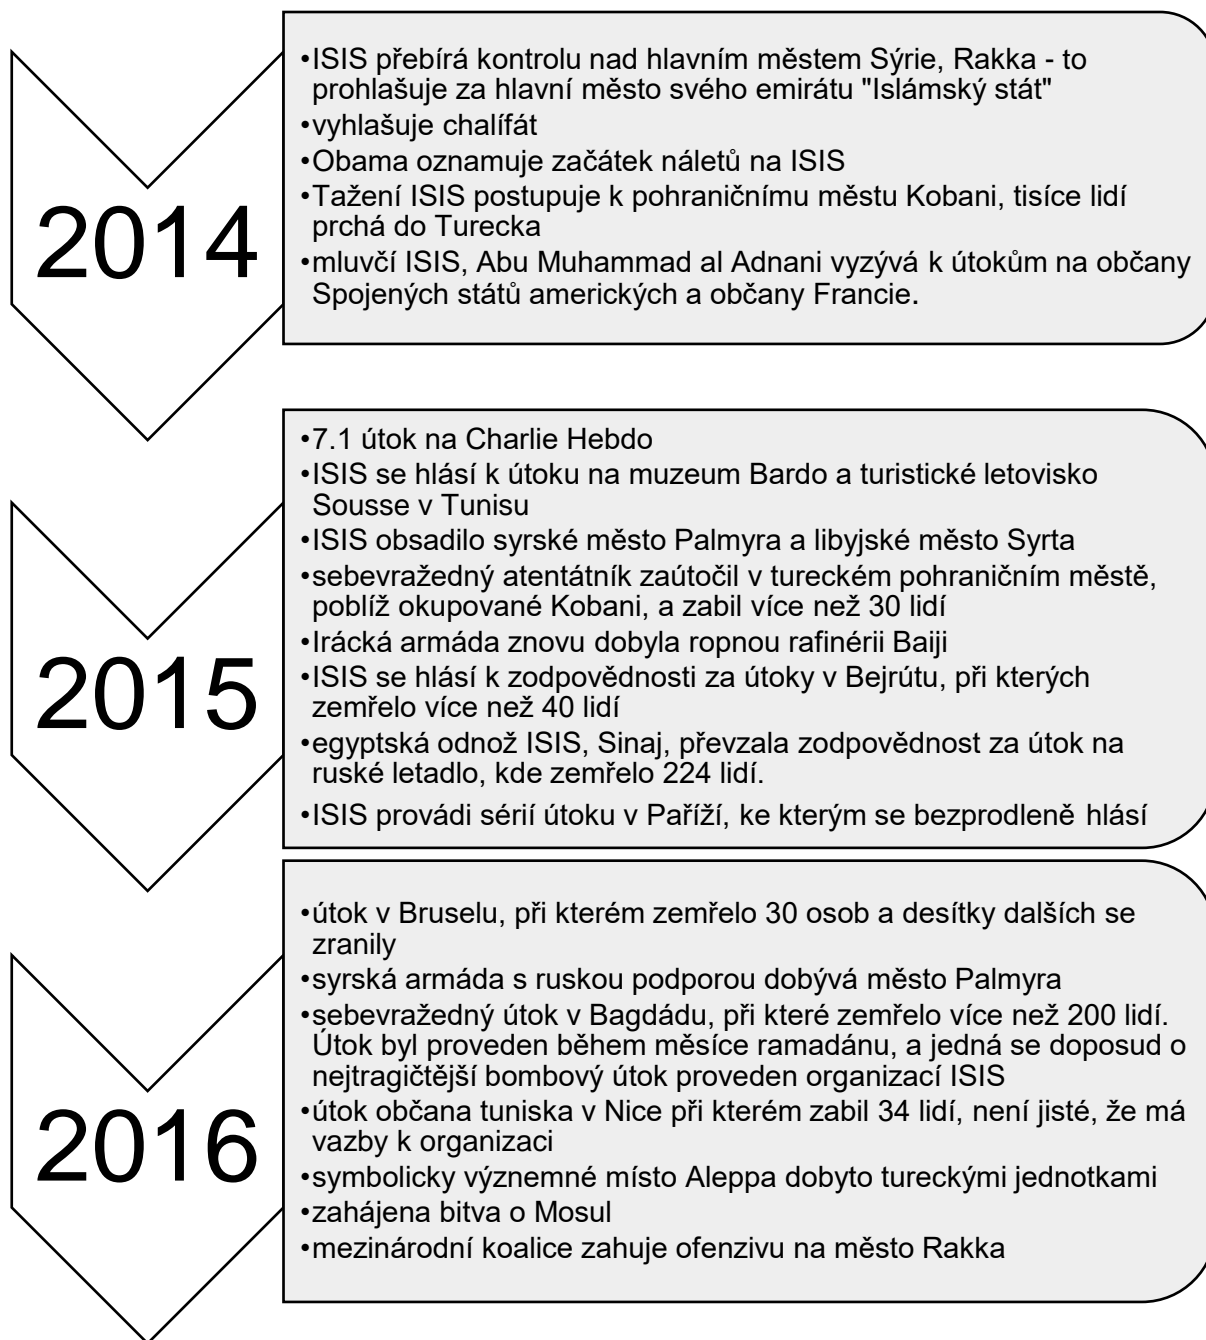 2014
•ISIS přebírá kontrolu nad hlavním městem Sýrie, Rakka - to
prohlašuje za hlavní město svého emirátu "Islámský stát"
•vyhlašuje chalífát
•Obama oznamuje začátek náletů na ISIS
•Tažení ISIS postupuje k pohraničnímu městu Kobani, tisíce lidí
prchá do Turecka
•mluvčí ISIS, Abu Muhammad al Adnani vyzývá k útokům na občany
Spojených států amerických a občany Francie.
2015
•7.1 útok na Charlie Hebdo
•ISIS se hlásí k útoku na muzeum Bardo a turistické letovisko
Sousse v Tunisu
•ISIS obsadilo syrské město Palmyra a libyjské město Syrta
•sebevražedný atentátník zaútočil v tureckém pohraničním městě,
poblíž okupované Kobani, a zabil více než 30 lidí
•Irácká armáda znovu dobyla ropnou rafinérii Baiji
•ISIS se hlásí k zodpovědnosti za útoky v Bejrútu, při kterých
zemřelo více než 40 lidí
•egyptská odnož ISIS, Sinaj, převzala zodpovědnost za útok na
ruské letadlo, kde zemřelo 224 lidí.
•ISIS provádi sérií útoku v Paříží, ke kterým se bezprodleně hlásí
2016
•útok v Bruselu, při kterém zemřelo 30 osob a desítky dalších se
zranily
•syrská armáda s ruskou podporou dobývá město Palmyra
•sebevražedný útok v Bagdádu, při které zemřelo více než 200 lidí.
Útok byl proveden během měsíce ramadánu, a jedná se doposud o
nejtragičtější bombový útok proveden organizací ISIS
•útok občana tuniska v Nice při kterém zabil 34 lidí, není jisté, že má
vazby k organizaci
•symbolicky význemné místo Aleppa dobyto tureckými jednotkami
•zahájena bitva o Mosul
•mezinárodní koalice zahuje ofenzivu na město Rakka